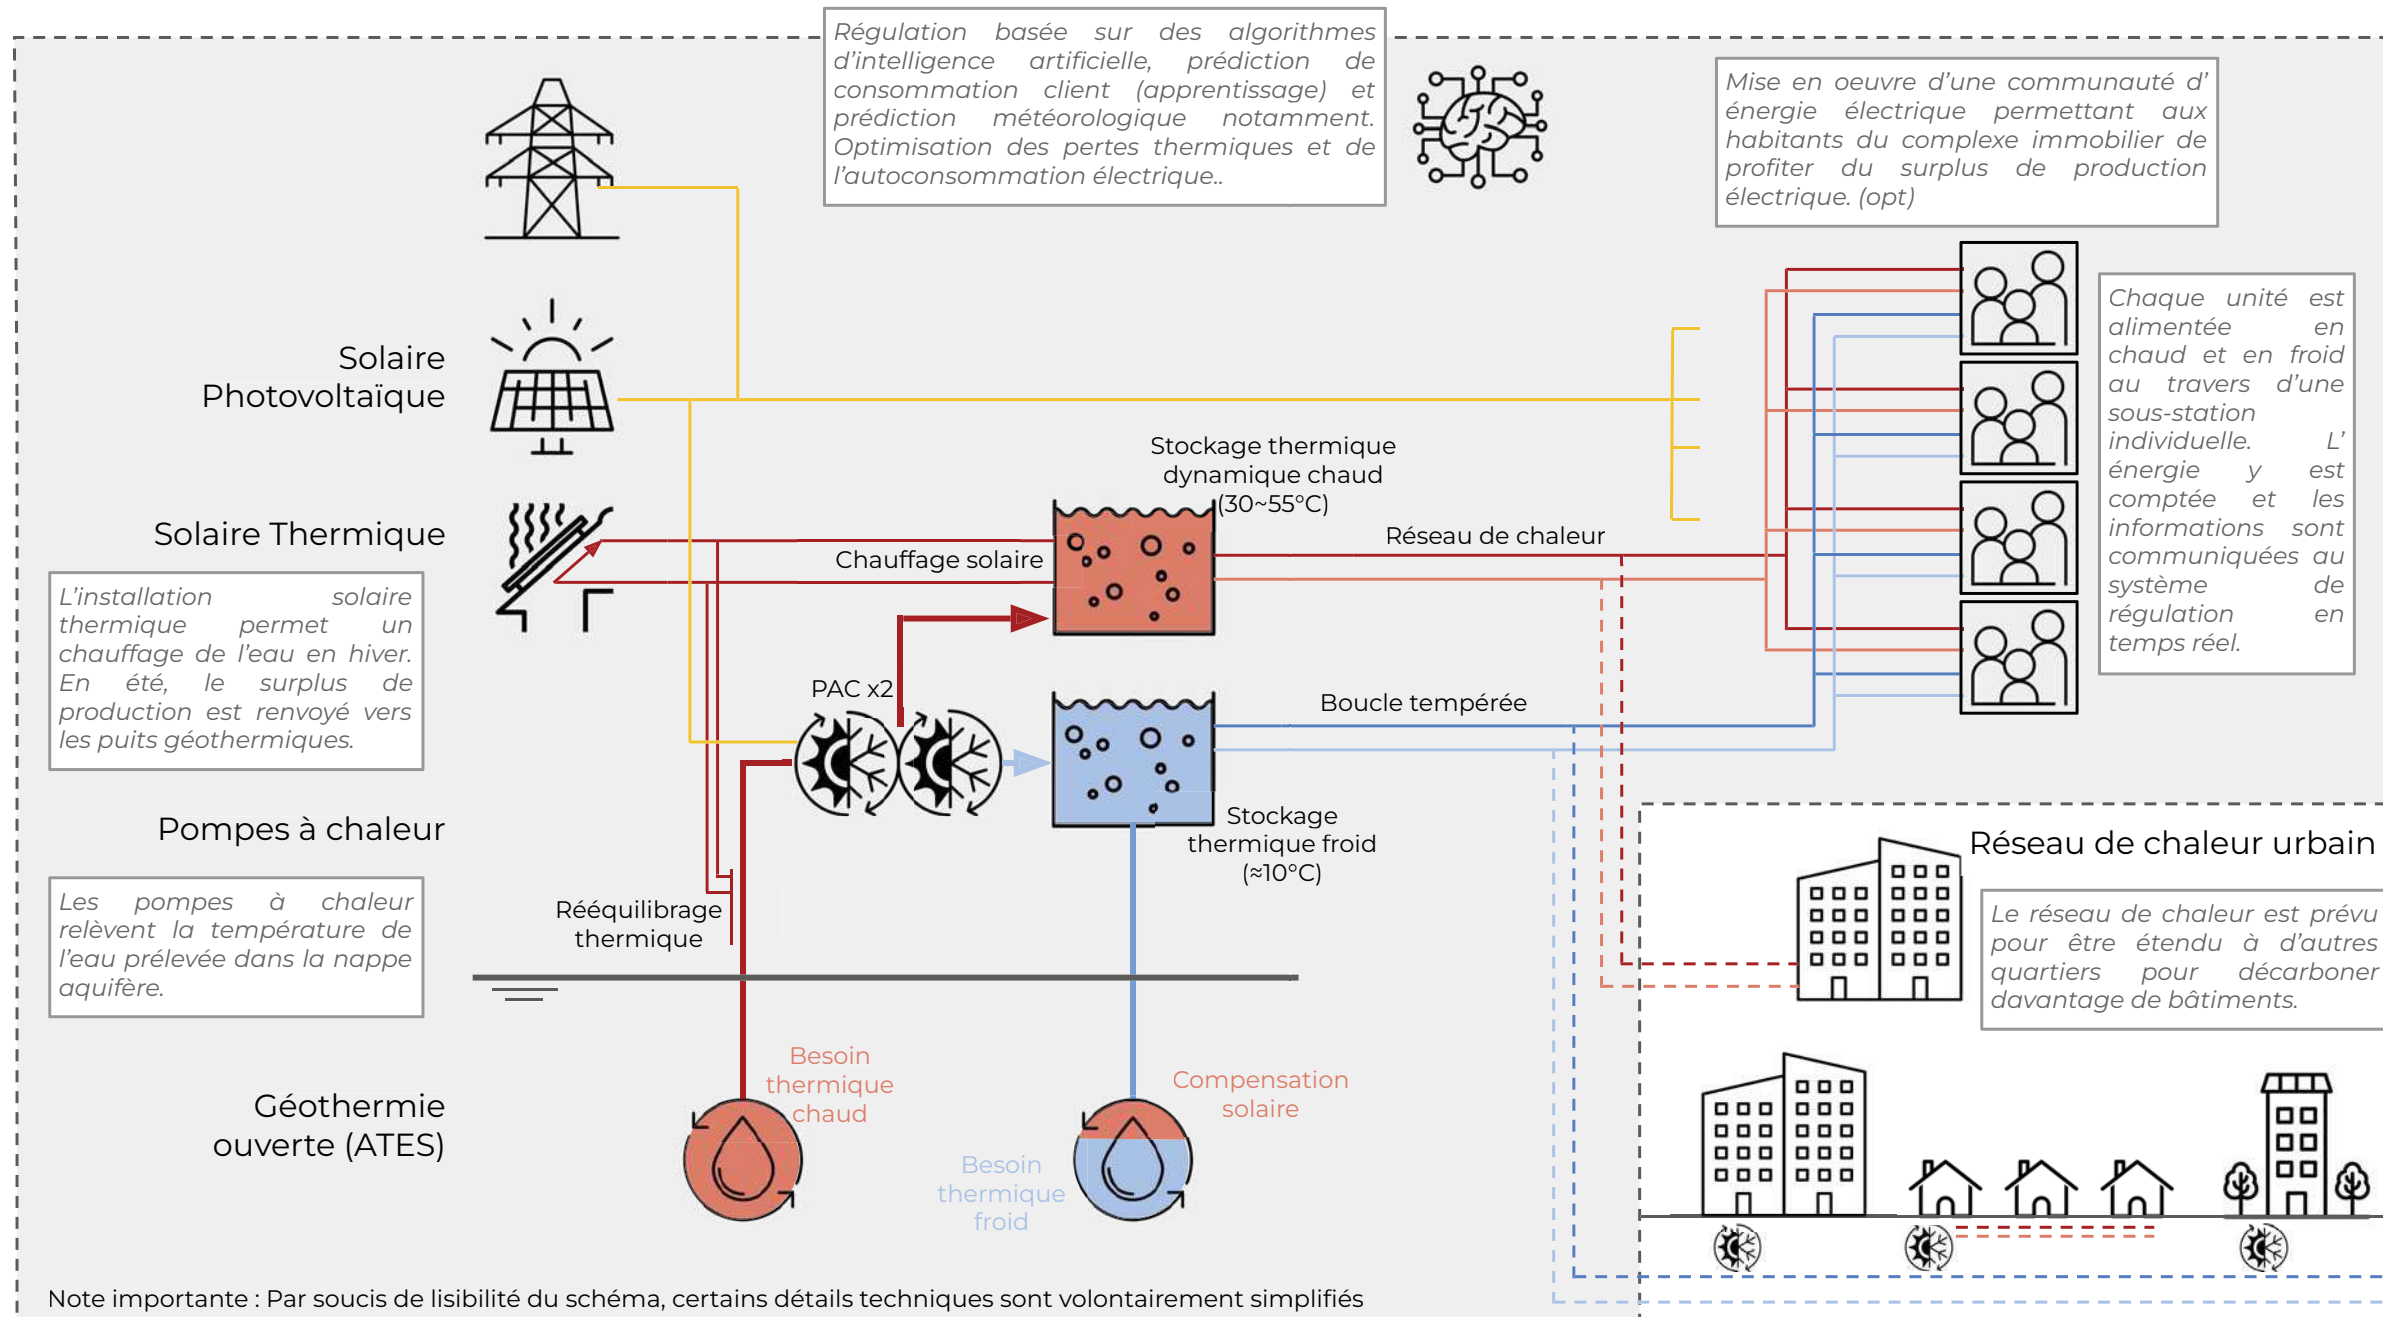 Régulation basée sur des algorithmes
d’intelligence artificielle, prédiction de
consommation client (apprentissage) et
prédiction météorologique notamment.
Optimisation des pertes thermiques et de
l’autoconsommation électrique..
Mise en oeuvre d’une communauté d’
énergie électrique permettant aux
habitants du complexe immobilier de
profiter du surplus de production
électrique. (opt)
Chaque unité est
alimentée en
chaud et en froid
au travers d’une
sous-station
individuelle. L’
énergie y est
comptée et les
informations sont
communiquées au
système de
régulation en
temps réel.
Solaire
Photovoltaïque
Stockage thermique
dynamique chaud
(30~55°C)
Solaire Thermique
Chauffage solaire
Réseau de chaleur
L’installation solaire
thermique permet un
chauffage de l’eau en hiver.
En été, le surplus de
production est renvoyé vers
les puits géothermiques.
PAC x2
Boucle tempérée
Pompes à chaleur
Stockage
thermique froid
(≈10°C)
Les pompes à chaleur
relèvent la température de
l’eau prélevée dans la nappe
aquifère.
Rééquilibrage
thermique
Réseau de chaleur urbain
Le réseau de chaleur est prévu
pour être étendu à d’autres
quartiers pour décarboner
davantage de bâtiments.
Géothermie
ouverte (ATES)
Besoin
thermique
chaud
Compensation
solaire
Besoin
thermique
froid
Note importante : Par soucis de lisibilité du schéma, certains détails techniques sont volontairement simplifiés